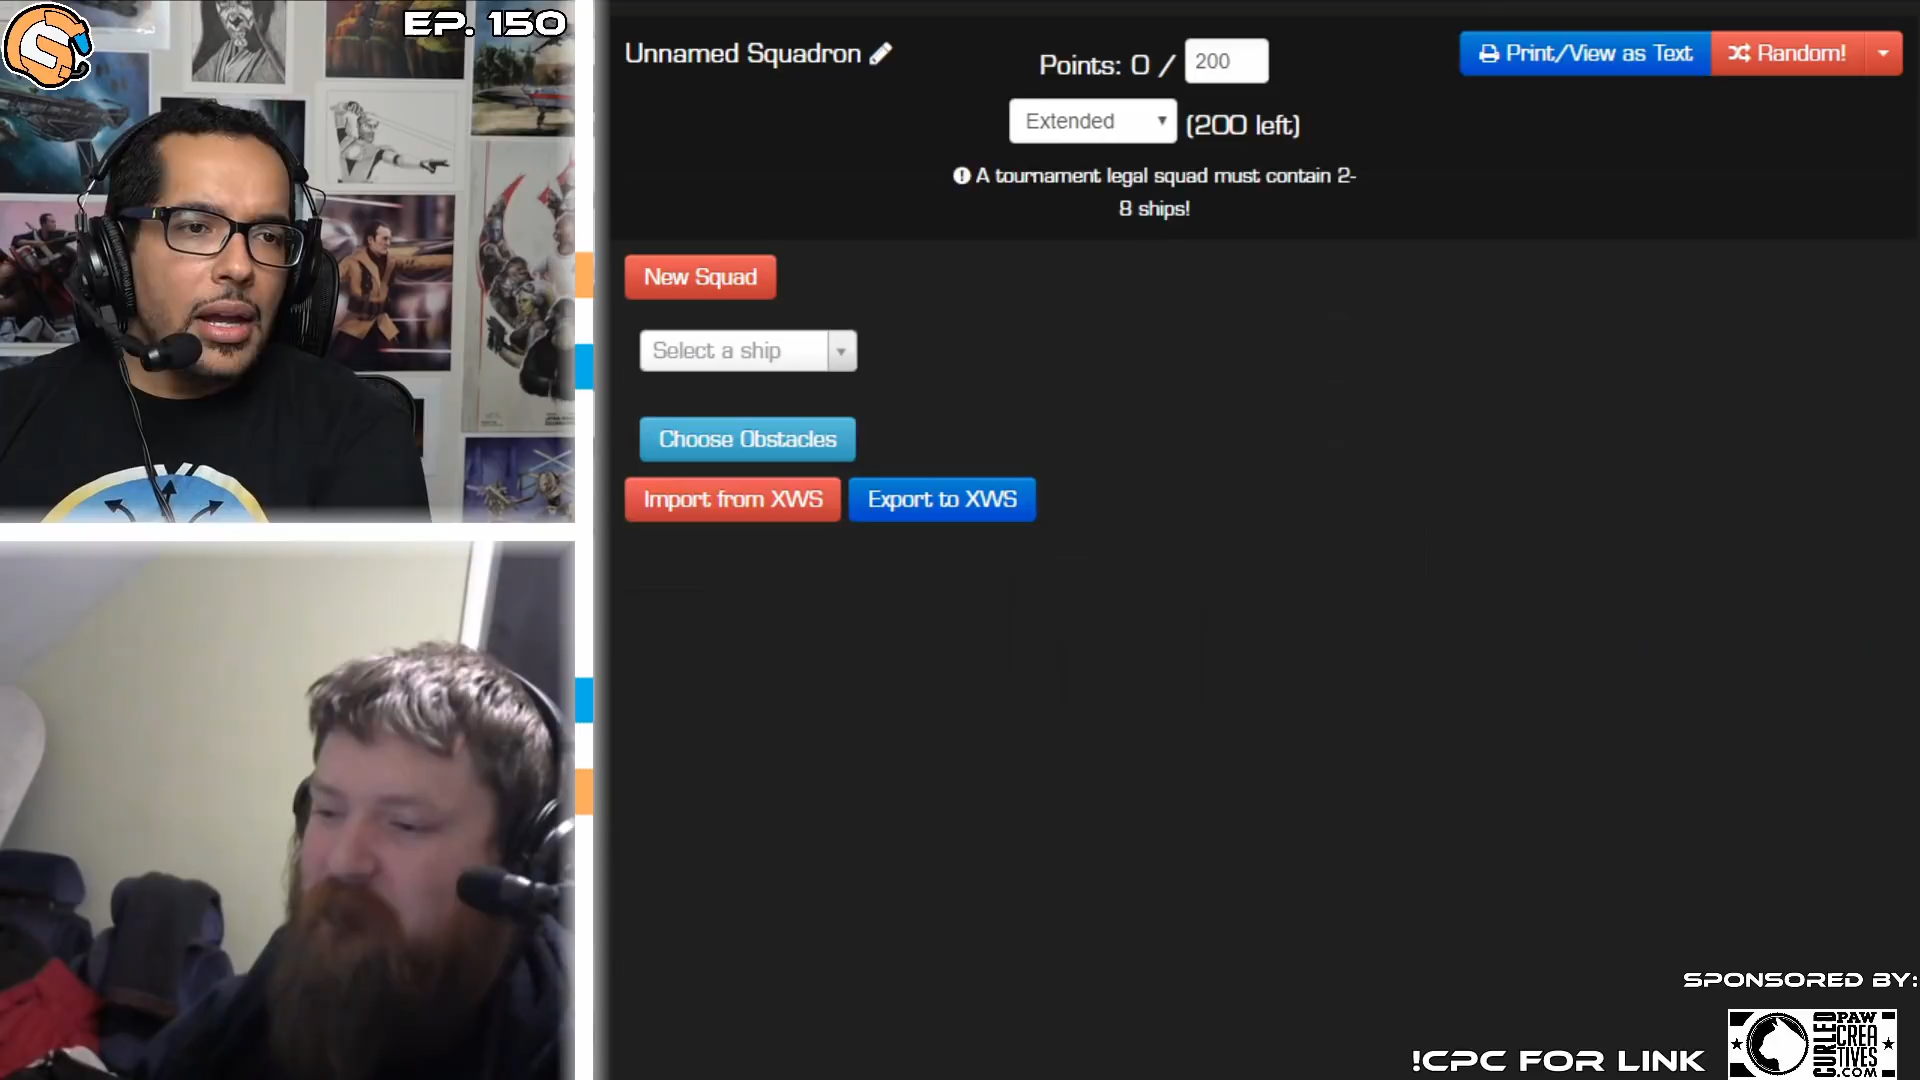 EP. 150
Unnamed Squadron
Points: 0 / 200
Extended (200 left)
A tournament legal squad must contain 2-
8 ships!
Print/View as Text
Random!
New Squad
Select a ship
Choose Obstacles
Import from XWS
Export to XWS
SPONSORED BY:
!CPC FOR LINK
CURLED
PAW
CREA
TIVES
.COM